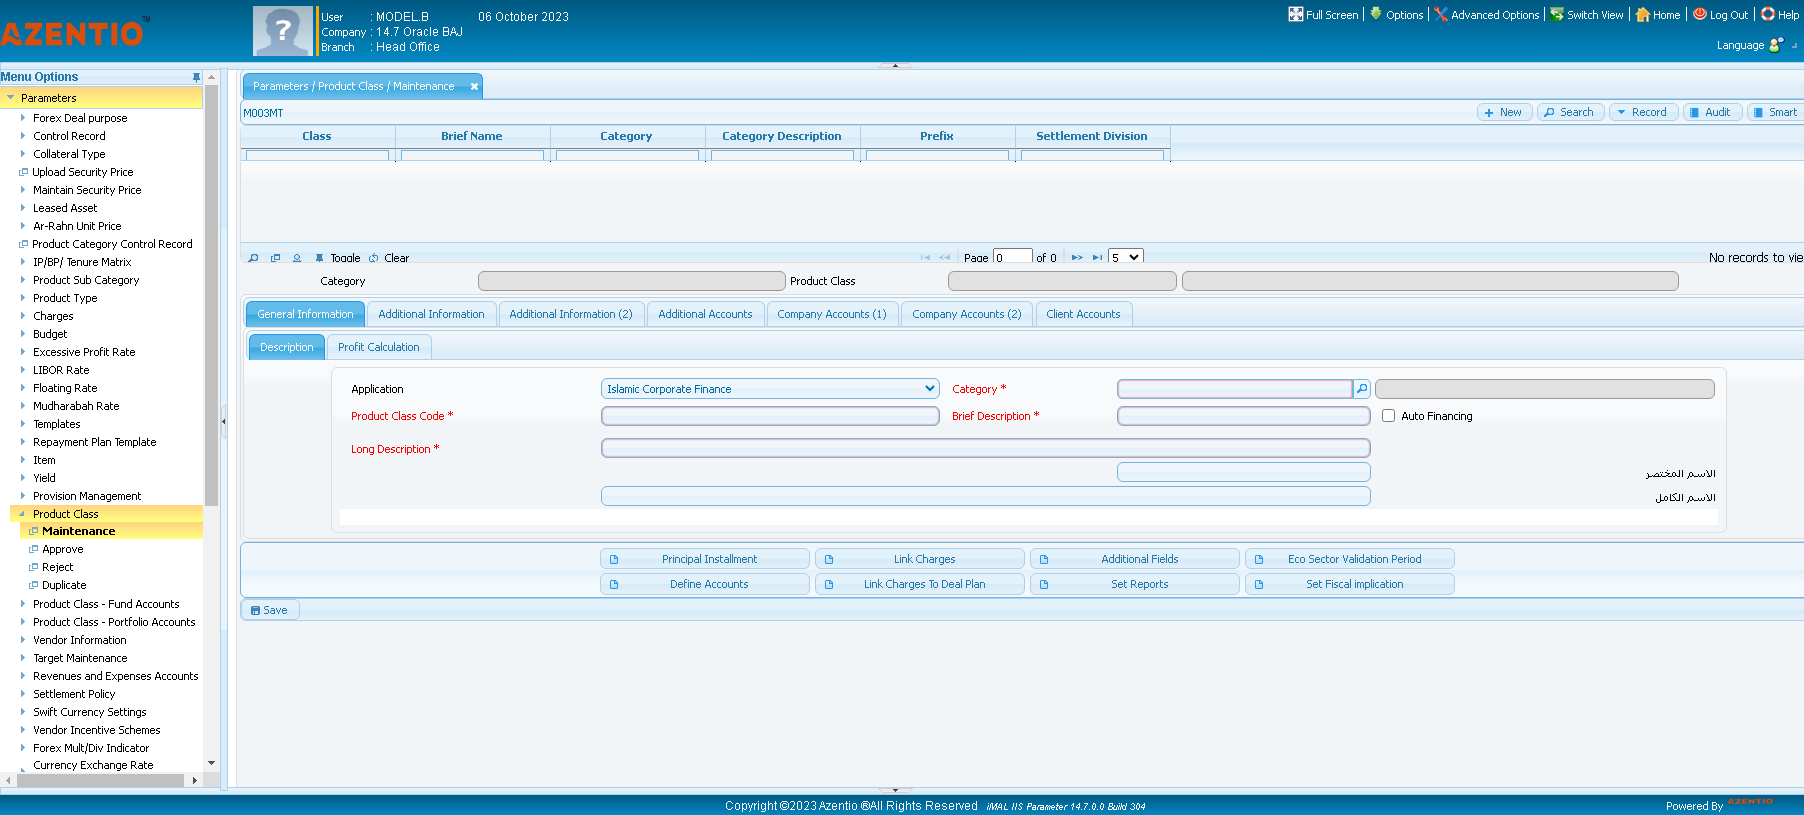 AZENTIO™
User : MODEL.B 06 October 2023
Company : 14.7 Oracle BAJ
Branch : Head Office
Full Screen Options Advanced Options Switch View Home Log Out Help
Language
Menu Options
Parameters
Forex Deal purpose
Control Record
Collateral Type
Upload Security Price
Maintain Security Price
Leased Asset
Ar-Rahn Unit Price
Product Category Control Record
IP/BP/ Tenure Matrix
Product Sub Category
Product Type
Charges
Budget
Excessive Profit Rate
LIBOR Rate
Floating Rate
Mudharabah Rate
Templates
Repayment Plan Template
Item
Yield
Provision Management
Product Class
Maintenance
Approve
Reject
Duplicate
Product Class - Fund Accounts
Product Class - Portfolio Accounts
Vendor Information
Target Maintenance
Revenues and Expenses Accounts
Settlement Policy
Swift Currency Settings
Vendor Incentive Schemes
Forex Mult/Div Indicator
Currency Exchange Rate
Parameters / Product Class / Maintenance
M003MT
New Search Record Audit Smart
Class Brief Name Category Category Description Prefix Settlement Division
Toggle Clear Page 0 of 0 5 No records to vie
Category Product Class
General Information Additional Information Additional Information (2) Additional Accounts Company Accounts (1) Company Accounts (2) Client Accounts
Description Profit Calculation
Application Islamic Corporate Finance Category *
Product Class Code * Brief Description * Auto Financing
Long Description *
الاسم المختصر
الاسم الكامل
Principal Installment Link Charges Additional Fields Eco Sector Validation Period
Define Accounts Link Charges To Deal Plan Set Reports Set Fiscal implication
Save
Copyright ©2023 Azentio ®All Rights Reserved iMAL IIS Parameter 14.7.0.0 Build 304
Powered By AZENTIO